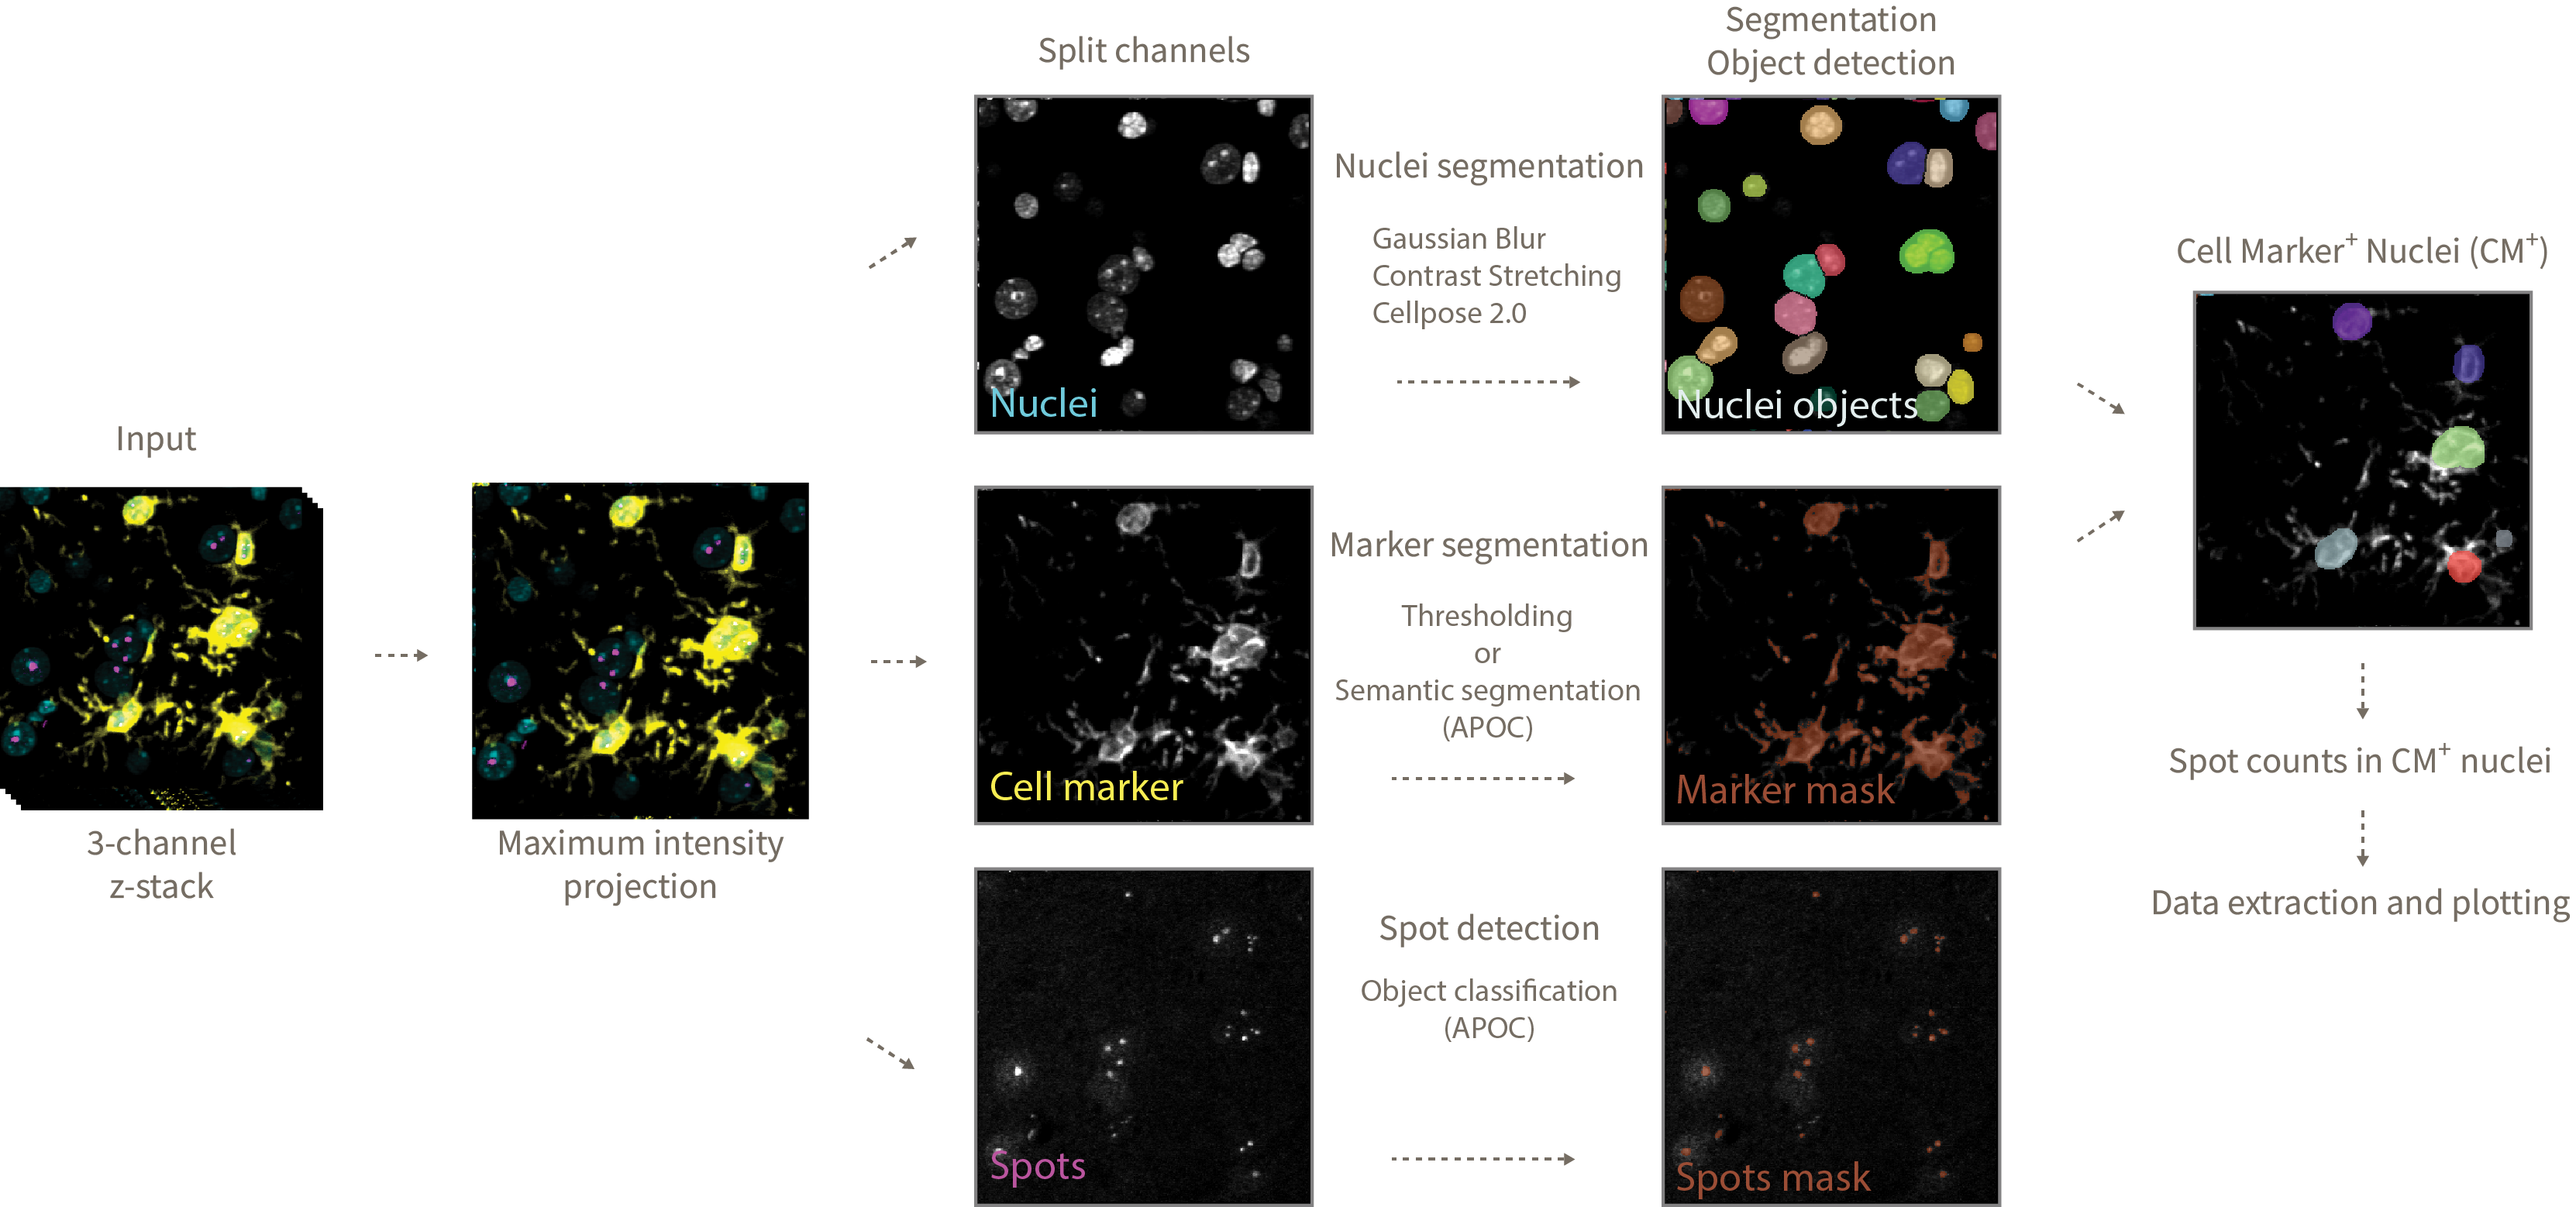 Input
3-channel
z-stack
Maximum intensity
projection
Split channels
Nuclei
Cell marker
Spots
Nuclei segmentation
Gaussian Blur
Contrast Stretching
Cellpose 2.0
Marker segmentation
Thresholding
or
Semantic segmentation
(APOC)
Spot detection
Object classification
(APOC)
Segmentation
Object detection
Nuclei objects
Marker mask
Spots mask
Cell Marker⁺ Nuclei (CM⁺)
Spot counts in CM⁺ nuclei
Data extraction and plotting